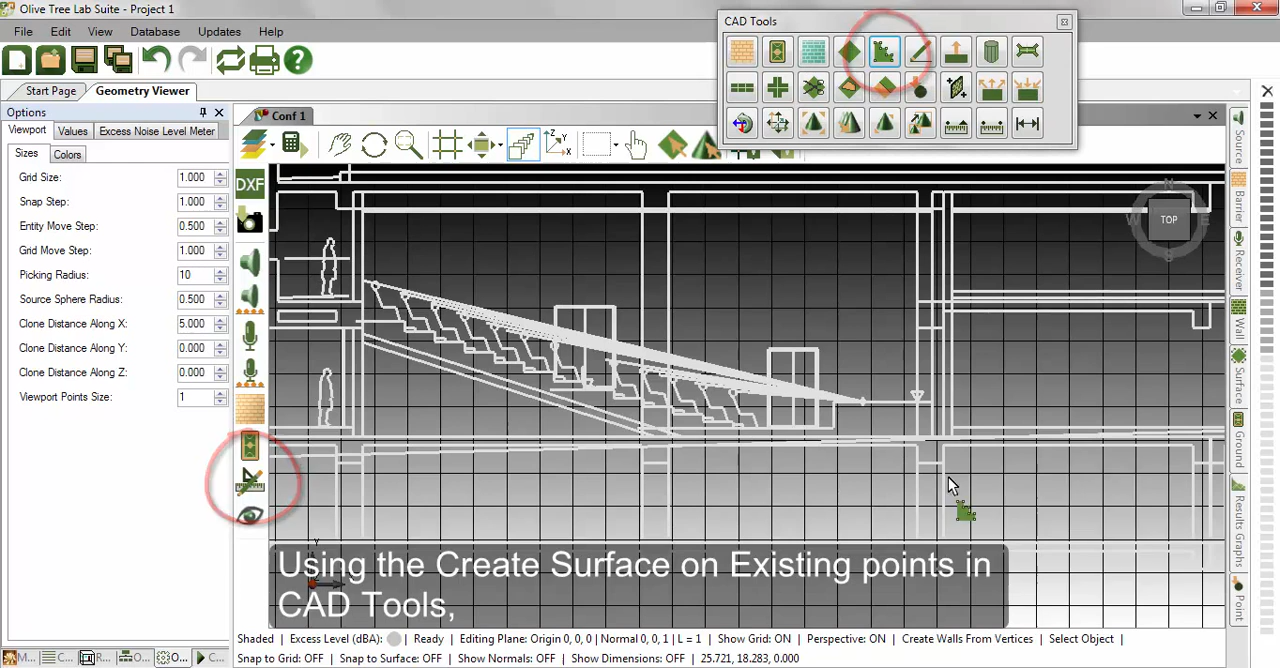 Olive Tree Lab Suite - Project 1
File Edit View Database Updates Help
CAD Tools
Start Page Geometry Viewer
Options
Viewport Values Excess Noise Level Meter
Sizes Colors
Conf 1
Grid Size: 1.000
Snap Step: 1.000
Entity Move Step: 0.500
Grid Move Step: 1.000
Picking Radius: 10
Source Sphere Radius: 0.500
Clone Distance Along X: 5.000
Clone Distance Along Y: 0.000
Clone Distance Along Z: 0.000
Viewport Points Size: 1
DXF
Z Y X
N
W TOP E
S
Source
Barrier
Receiver
Wall
Surface
Ground
Results Graphs
Point
Y
Using the Create Surface on Existing points in
CAD Tools,
Shaded | Excess Level (dBA): | Ready | Editing Plane: Origin 0, 0, 0 | Normal 0, 0, 1 | L = 1 | Show Grid: ON | Perspective: ON | Create Walls From Vertices | Select Object |
Snap to Grid: OFF | Snap to Surface: OFF | Show Normals: OFF | Show Dimensions: OFF | 25.721, 18.283, 0.000
M... C... R... O... O... C...